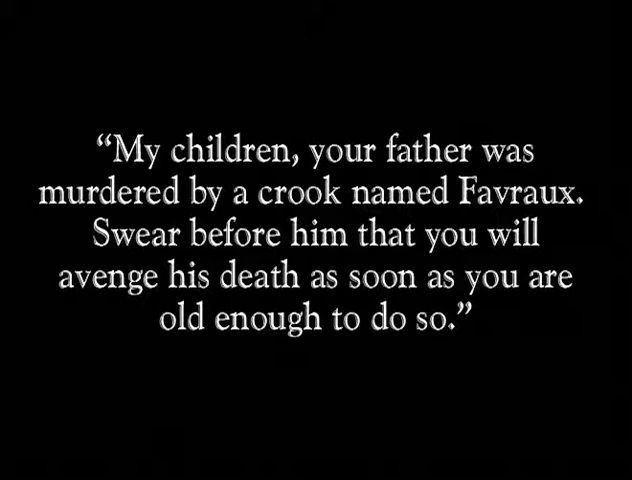 “My children, your father was
murdered by a crook named Favraux.
Swear before him that you will
avenge his death as soon as you are
old enough to do so.”